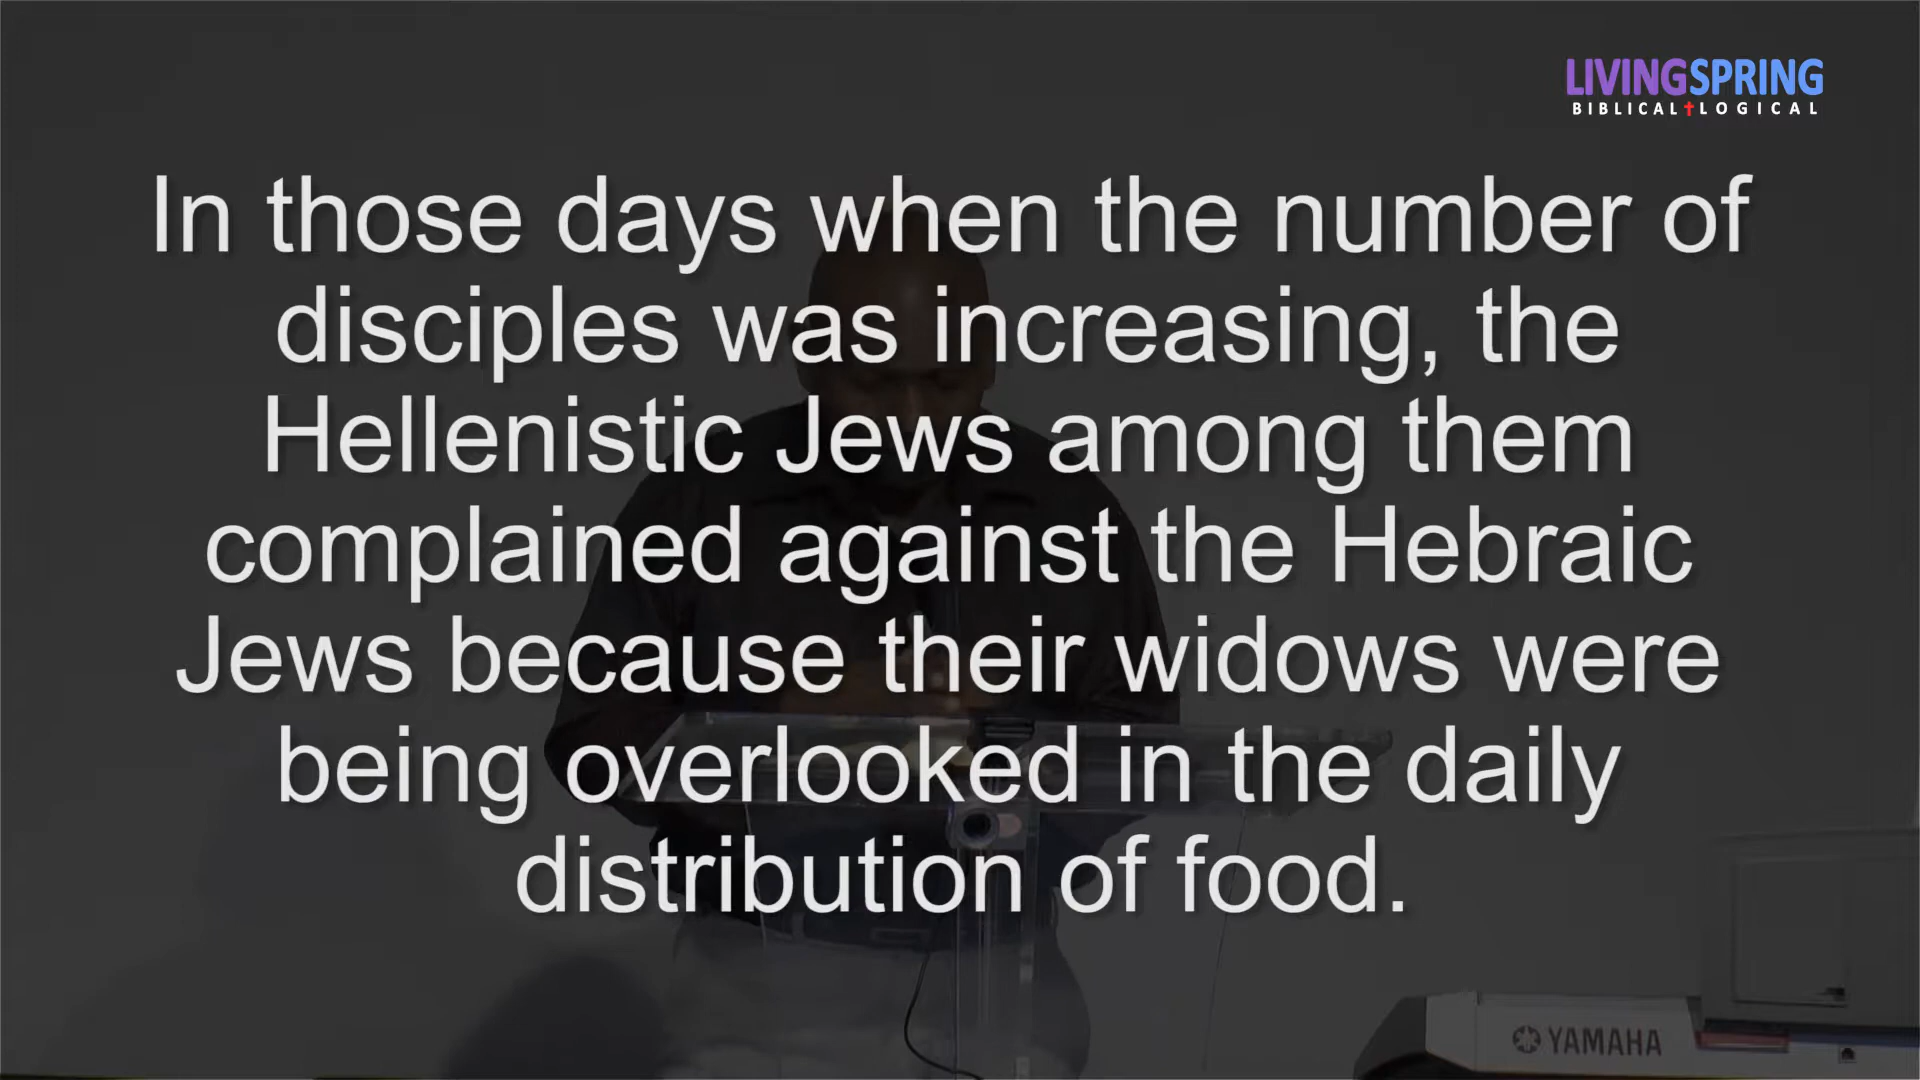 LIVINGSPRING
BIBLICAL LOGICAL
In those days when the number of
disciples was increasing, the
Hellenistic Jews among them
complained against the Hebraic
Jews because their widows were
being overlooked in the daily
distribution of food.
YAMAHA